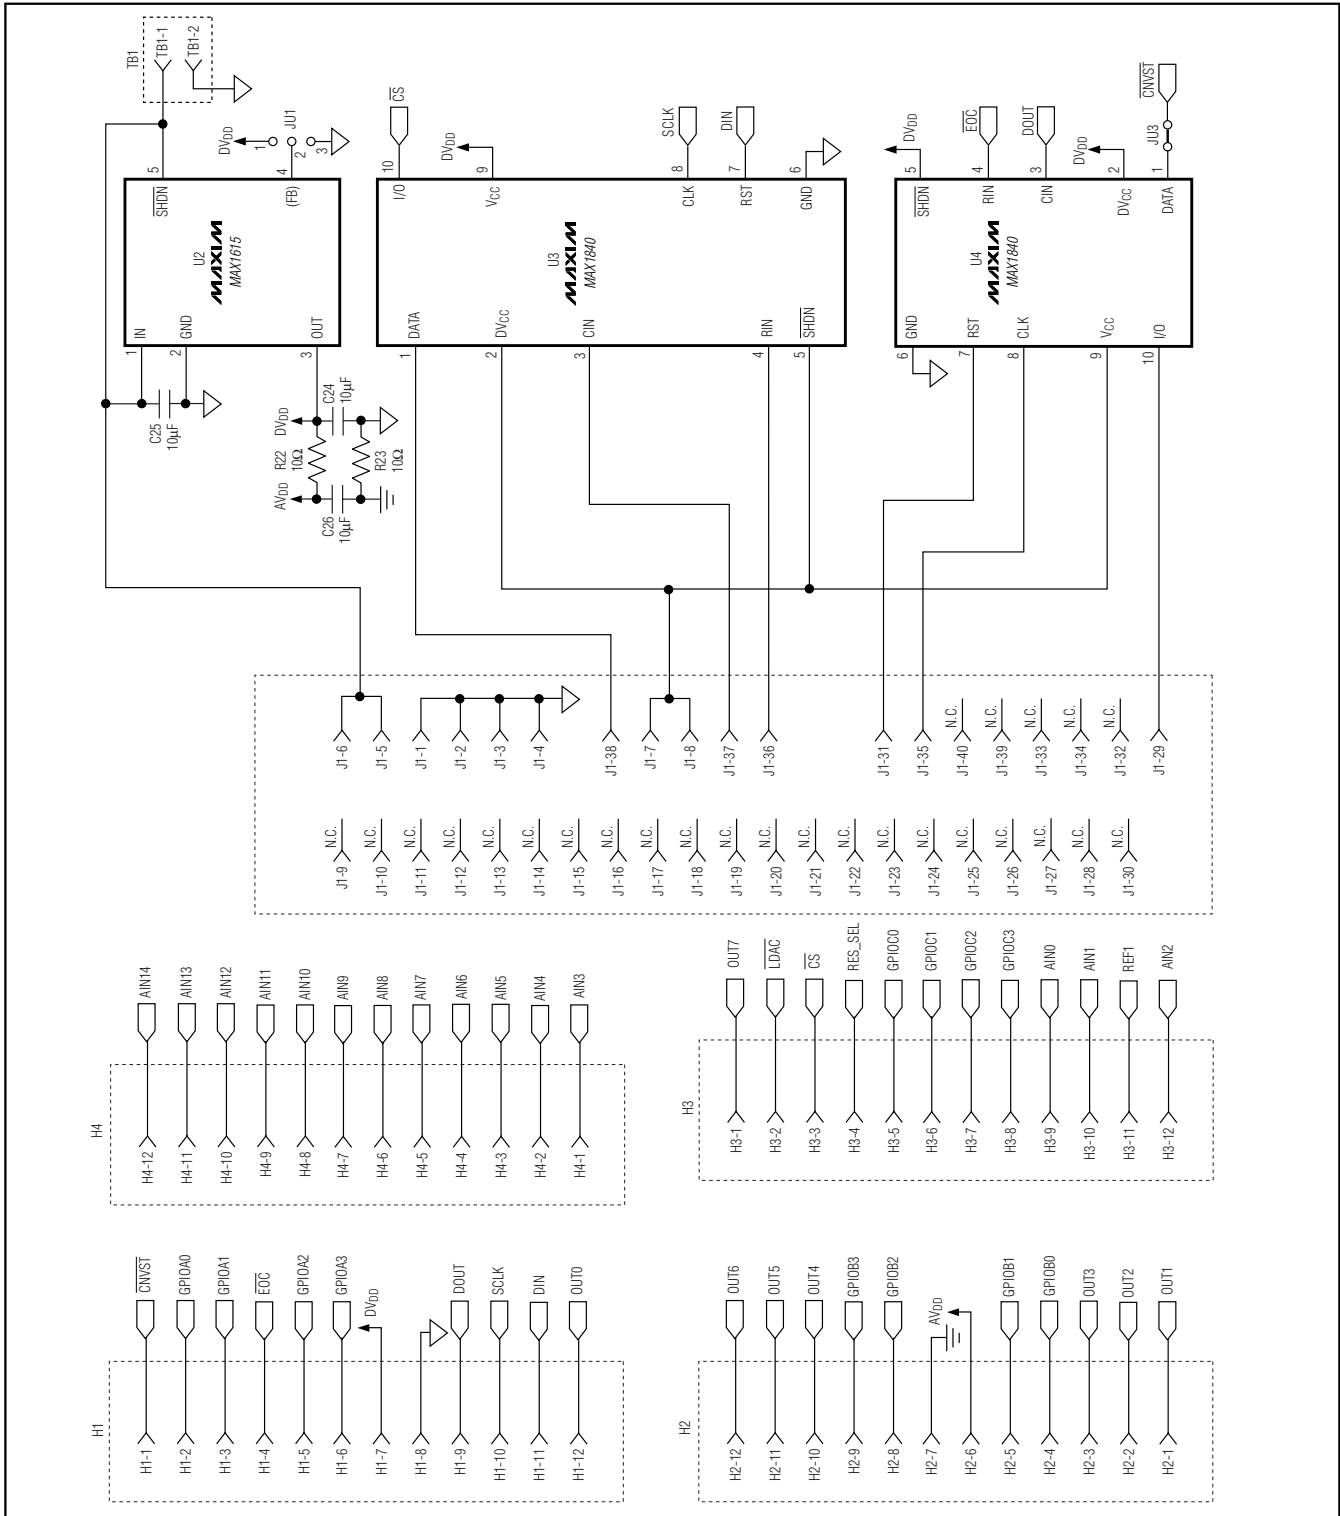 TB1
TB1-1
TB1-2
DVDD
JU1
1
2
3
5
4
SHDN
(FB)
U2
MAXIM
MAX1615
IN
GND
OUT
1
2
3
C25
10µF
DVDD
C24
10µF
R22
10Ω
R23
10Ω
AVDD
C26
10µF
CS
10
I/O
DVDD
9
VCC
SCLK
8
CLK
DIN
7
RST
6
GND
U3
MAXIM
MAX1840
DATA
DVCC
CIN
RIN
SHDN
1
2
3
4
5
DVDD
5
SHDN
EOC
4
RIN
DOUT
3
CIN
DVDD
2
DVCC
CNVST
JU3
1
DATA
U4
MAXIM
MAX1840
GND
RST
CLK
VCC
I/O
6
7
8
9
10
J1-6
J1-5
J1-1
J1-2
J1-3
J1-4
J1-38
J1-7
J1-8
J1-37
J1-36
J1-31
J1-35
J1-40 N.C.
J1-39 N.C.
J1-33 N.C.
J1-34 N.C.
J1-32 N.C.
J1-29
J1-9 N.C.
J1-10 N.C.
J1-11 N.C.
J1-12 N.C.
J1-13 N.C.
J1-14 N.C.
J1-15 N.C.
J1-16 N.C.
J1-17 N.C.
J1-18 N.C.
J1-19 N.C.
J1-20 N.C.
J1-21 N.C.
J1-22 N.C.
J1-23 N.C.
J1-24 N.C.
J1-25 N.C.
J1-26 N.C.
J1-27 N.C.
J1-28 N.C.
J1-30 N.C.
H4
H4-12 AIN14
H4-11 AIN13
H4-10 AIN12
H4-9 AIN11
H4-8 AIN10
H4-7 AIN9
H4-6 AIN8
H4-5 AIN7
H4-4 AIN6
H4-3 AIN5
H4-2 AIN4
H4-1 AIN3
H3
H3-1 OUT7
H3-2 LDAC
H3-3 CS
H3-4 RES_SEL
H3-5 GPIOC0
H3-6 GPIOC1
H3-7 GPIOC2
H3-8 GPIOC3
H3-9 AIN0
H3-10 AIN1
H3-11 REF1
H3-12 AIN2
H1
H1-1 CNVST
H1-2 GPIOA0
H1-3 GPIOA1
H1-4 EOC
H1-5 GPIOA2
H1-6 GPIOA3
H1-7 DVDD
H1-8
H1-9 DOUT
H1-10 SCLK
H1-11 DIN
H1-12 OUT0
H2
H2-12 OUT6
H2-11 OUT5
H2-10 OUT4
H2-9 GPIOB3
H2-8 GPIOB2
H2-7
H2-6 AVDD
H2-5 GPIOB1
H2-4 GPIOB0
H2-3 OUT3
H2-2 OUT2
H2-1 OUT1